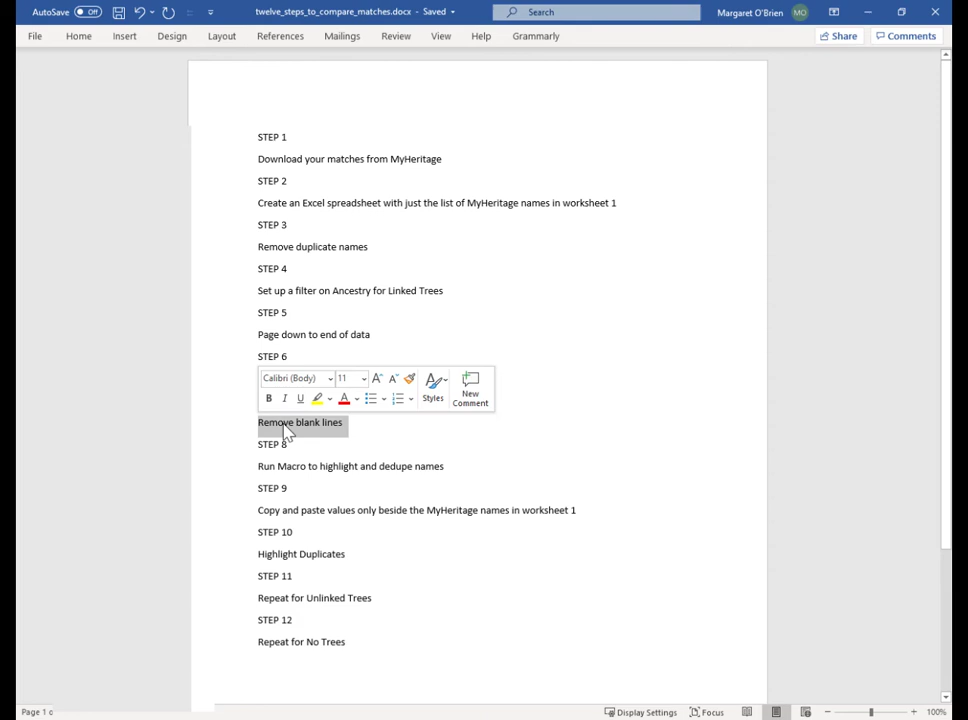 AutoSave Off twelve_steps_to_compare_matches.docx - Saved Search Margaret O'Brien MO
File Home Insert Design Layout References Mailings Review View Help Grammarly Share Comments
STEP 1
Download your matches from MyHeritage
STEP 2
Create an Excel spreadsheet with just the list of MyHeritage names in worksheet 1
STEP 3
Remove duplicate names
STEP 4
Set up a filter on Ancestry for Linked Trees
STEP 5
Page down to end of data
STEP 6
Calibri (Body) 11 A A A
B I U A Styles New
Comment
Remove blank lines
STEP 8
Run Macro to highlight and dedupe names
STEP 9
Copy and paste values only beside the MyHeritage names in worksheet 1
STEP 10
Highlight Duplicates
STEP 11
Repeat for Unlinked Trees
STEP 12
Repeat for No Trees
Page 1 Display Settings Focus 100%